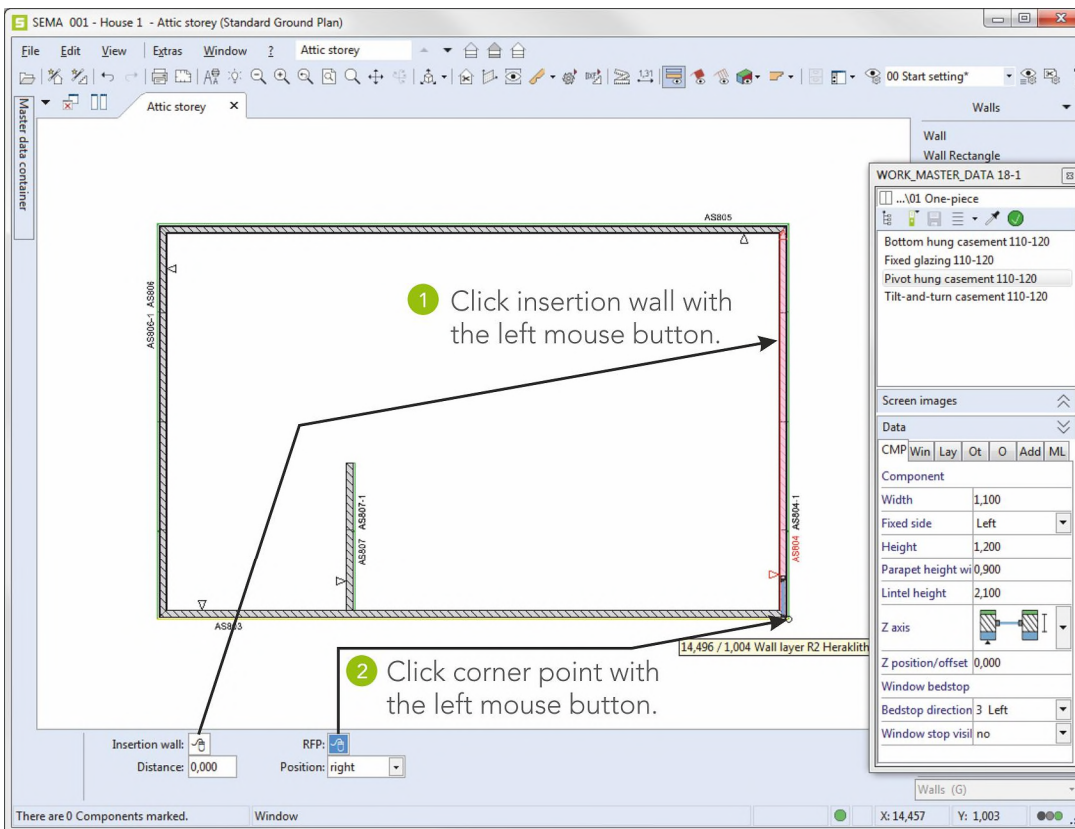 SEMA 001 - House 1 - Attic storey (Standard Ground Plan)
File Edit View Extras Window ? Attic storey
1,31 00 Start setting*
Master data container
Attic storey
Walls
Wall
Wall Rectangle
WORK_MASTER_DATA 18-1
...\01 One-piece
Bottom hung casement 110-120
Fixed glazing 110-120
Pivot hung casement 110-120
Tilt-and-turn casement 110-120
Screen images
Data
CMP Win Lay Ot O Add ML
Component
Width 1,100
Fixed side Left
Height 1,200
Parapet height wi 0,900
Lintel height 2,100
Z axis
Z position/offset 0,000
Window bedstop
Bedstop direction 3 Left
Window stop visil no
Walls (G)
AS805
AS806-1 AS806
AS807 AS807-1
AS804 AS804-1
AS803
1 Click insertion wall with
the left mouse button.
14,496 / 1,004 Wall layer R2 Heraklith
2 Click corner point with
the left mouse button.
Insertion wall: RFP:
Distance: 0,000 Position: right
There are 0 Components marked. Window X: 14,457 Y: 1,003